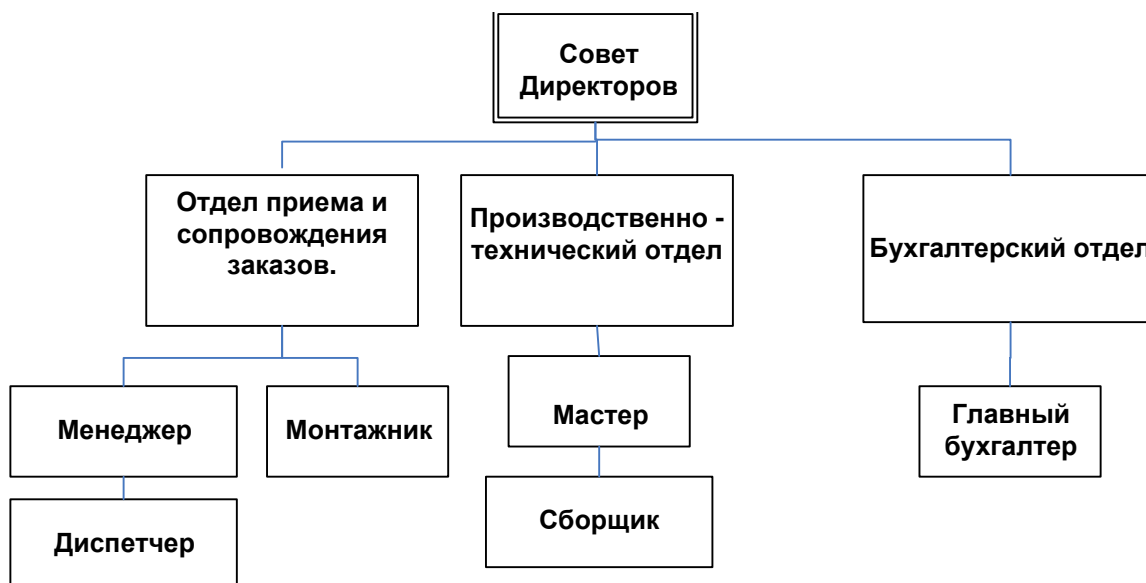 Совет
Директоров
Отдел приема и
сопровождения
заказов.
Производственно -
технический отдел
Бухгалтерский отдел
Менеджер
Монтажник
Мастер
Главный
бухгалтер
Диспетчер
Сборщик